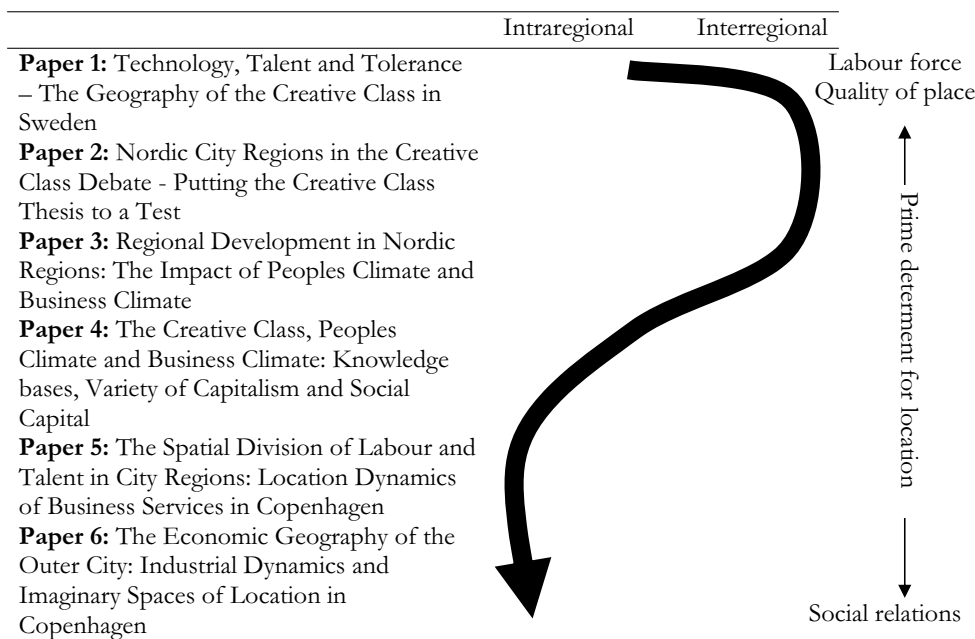 Intraregional Interregional
Paper 1: Technology, Talent and Tolerance
– The Geography of the Creative Class in
Sweden
Paper 2: Nordic City Regions in the Creative
Class Debate - Putting the Creative Class
Thesis to a Test
Paper 3: Regional Development in Nordic
Regions: The Impact of Peoples Climate and
Business Climate
Paper 4: The Creative Class, Peoples
Climate and Business Climate: Knowledge
bases, Variety of Capitalism and Social
Capital
Paper 5: The Spatial Division of Labour and
Talent in City Regions: Location Dynamics
of Business Services in Copenhagen
Paper 6: The Economic Geography of the
Outer City: Industrial Dynamics and
Imaginary Spaces of Location in
Copenhagen
Labour force
Quality of place
Prime determent for location
Social relations